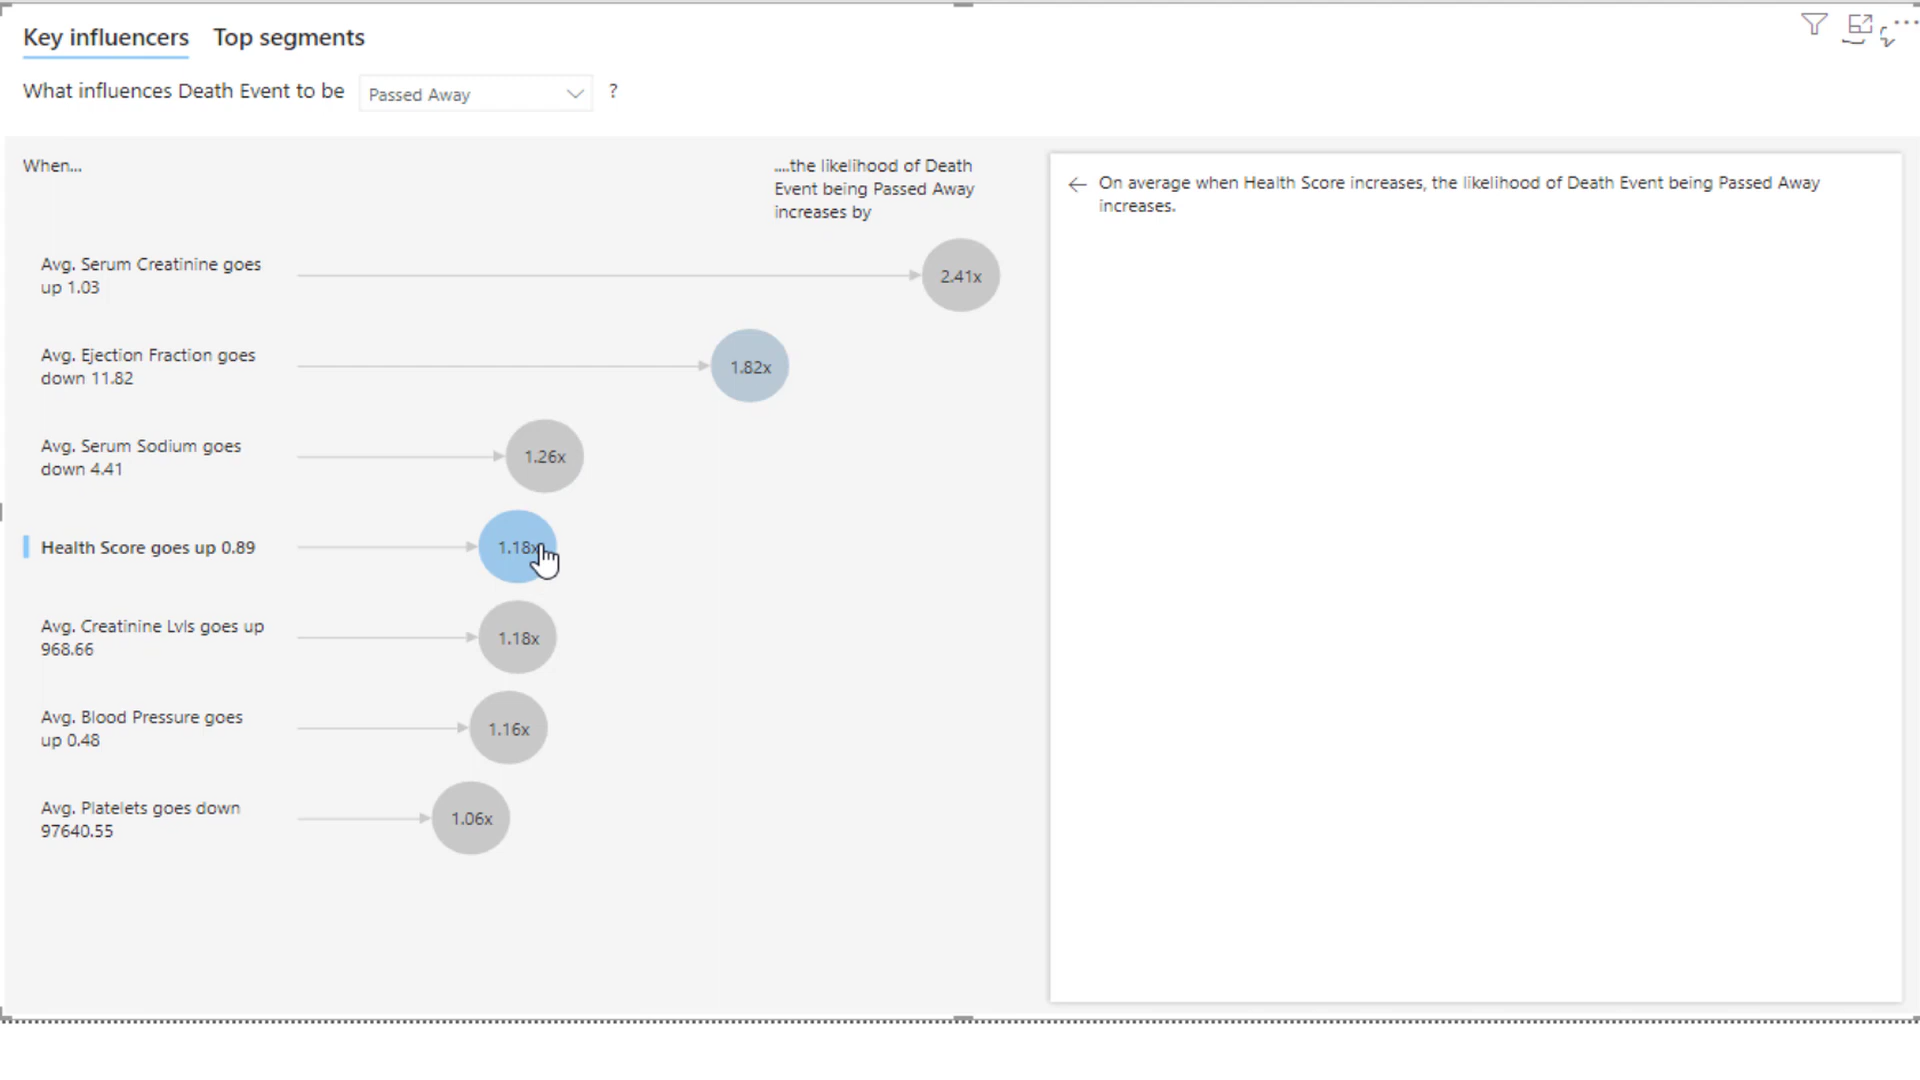 Key influencers Top segments
What influences Death Event to be Passed Away ?
When...
....the likelihood of Death
Event being Passed Away
increases by
Avg. Serum Creatinine goes
up 1.03
2.41x
Avg. Ejection Fraction goes
down 11.82
1.82x
Avg. Serum Sodium goes
down 4.41
1.26x
Health Score goes up 0.89
1.18x
Avg. Creatinine Lvls goes up
968.66
1.18x
Avg. Blood Pressure goes
up 0.48
1.16x
Avg. Platelets goes down
97640.55
1.06x
On average when Health Score increases, the likelihood of Death Event being Passed Away
increases.